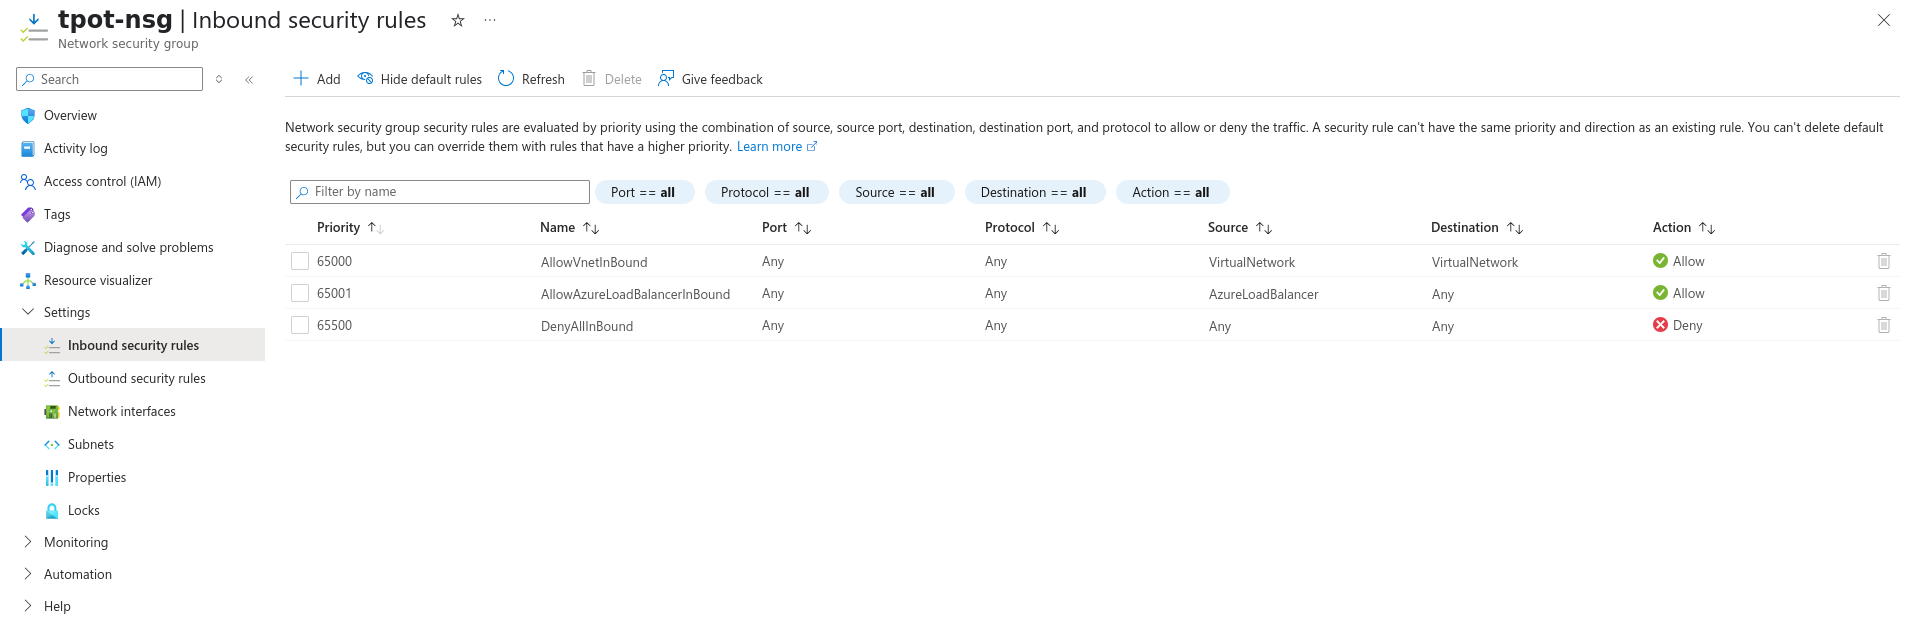 tpot-nsg | Inbound security rules ☆ ···
Network security group
Search
Overview
Activity log
Access control (IAM)
Tags
Diagnose and solve problems
Resource visualizer
Settings
Inbound security rules
Outbound security rules
Network interfaces
Subnets
Properties
Locks
Monitoring
Automation
Help
Add Hide default rules Refresh Delete Give feedback
Network security group security rules are evaluated by priority using the combination of source, source port, destination, destination port, and protocol to allow or deny the traffic. A security rule can't have the same priority and direction as an existing rule. You can't delete default
security rules, but you can override them with rules that have a higher priority. Learn more
Filter by name Port == all Protocol == all Source == all Destination == all Action == all
Priority ↑↓ Name ↑↓ Port ↑↓ Protocol ↑↓ Source ↑↓ Destination ↑↓ Action ↑↓
65000 AllowVnetInBound Any Any VirtualNetwork VirtualNetwork Allow
65001 AllowAzureLoadBalancerInBound Any Any AzureLoadBalancer Any Allow
65500 DenyAllInBound Any Any Any Any Deny